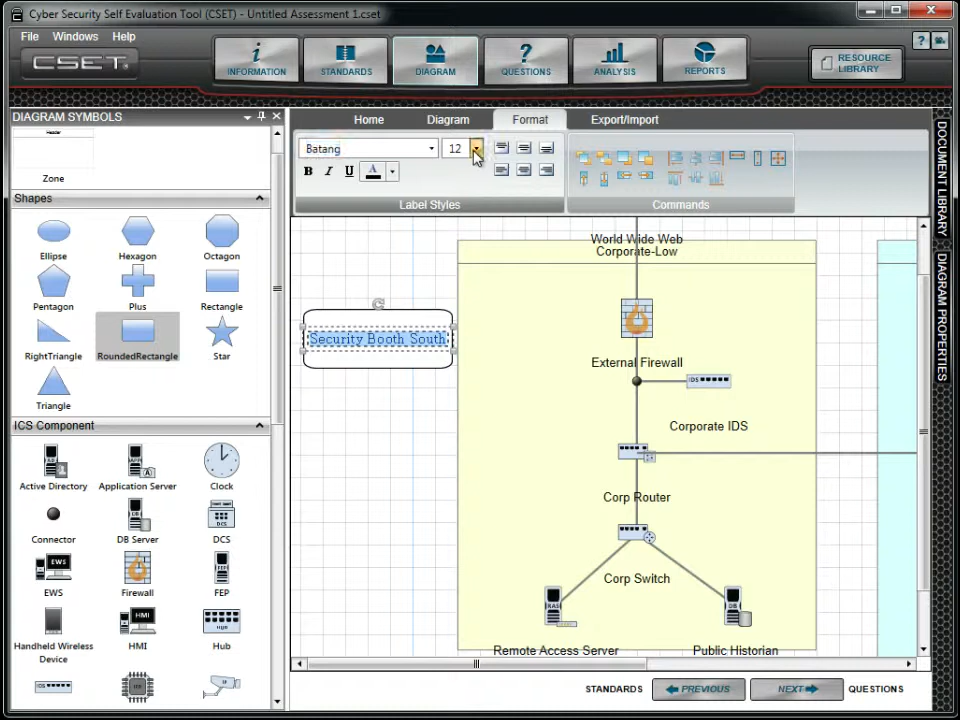 Cyber Security Self Evaluation Tool (CSET) - Untitled Assessment 1.cset
File Windows Help
CSET
INFORMATION
STANDARDS
DIAGRAM
QUESTIONS
ANALYSIS
REPORTS
RESOURCE
LIBRARY
DIAGRAM SYMBOLS
Header
Zone
Shapes
Ellipse
Hexagon
Octagon
Pentagon
Plus
Rectangle
RightTriangle
RoundedRectangle
Star
Triangle
ICS Component
Active Directory
Application Server
Clock
Connector
DB Server
DCS
EWS
Firewall
FEP
Handheld Wireless
Device
HMI
Hub
Home Diagram Format Export/Import
Batang 12
B I U A
Label Styles
Commands
World Wide Web
Corporate-Low
Security Booth South
External Firewall
IDS
Corporate IDS
Corp Router
Corp Switch
RAS
DB
Remote Access Server
Public Historian
DOCUMENT LIBRARY
DIAGRAM PROPERTIES
STANDARDS PREVIOUS NEXT QUESTIONS